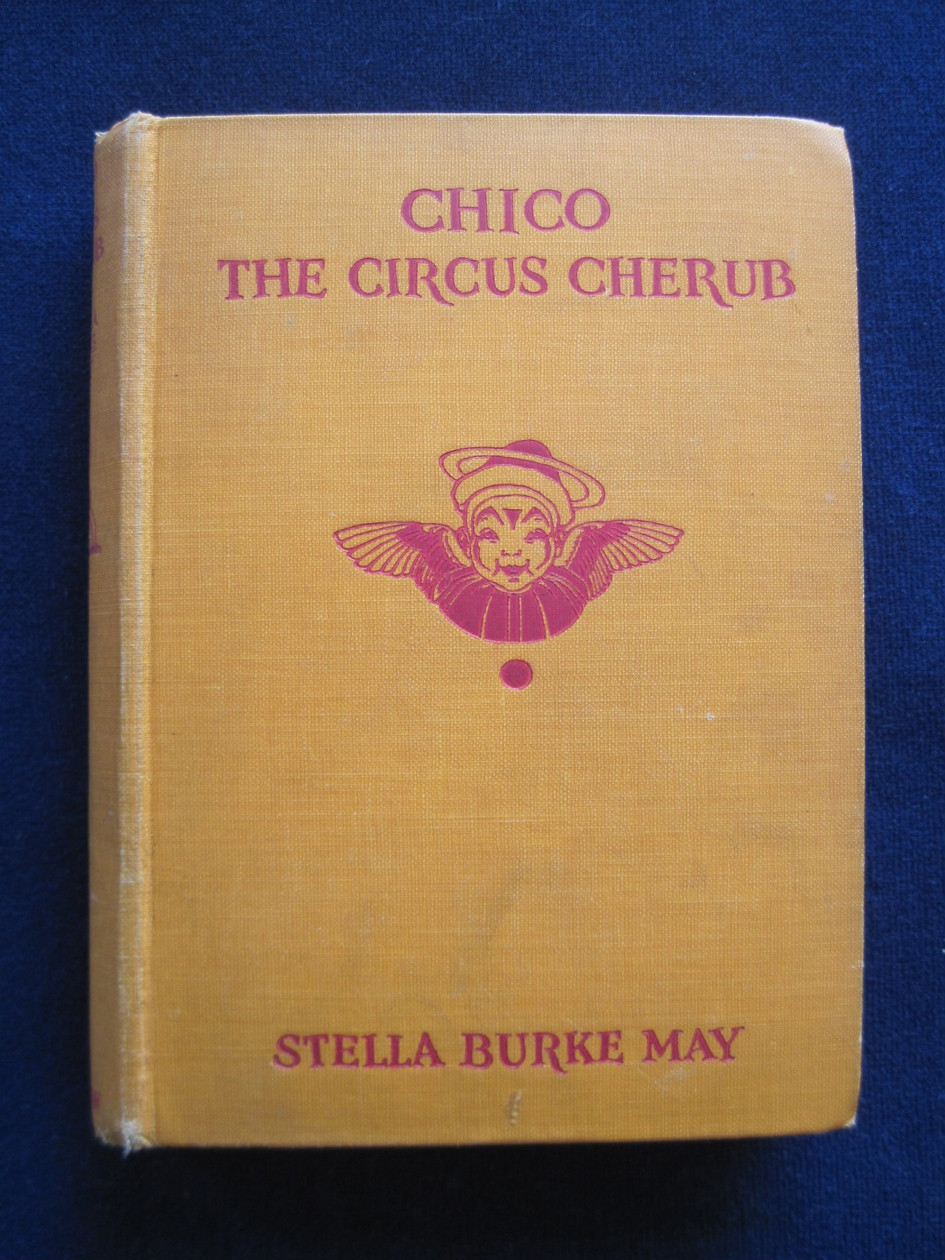 CHICO
THE CIRCUS CHERUB
STELLA BURKE MAY